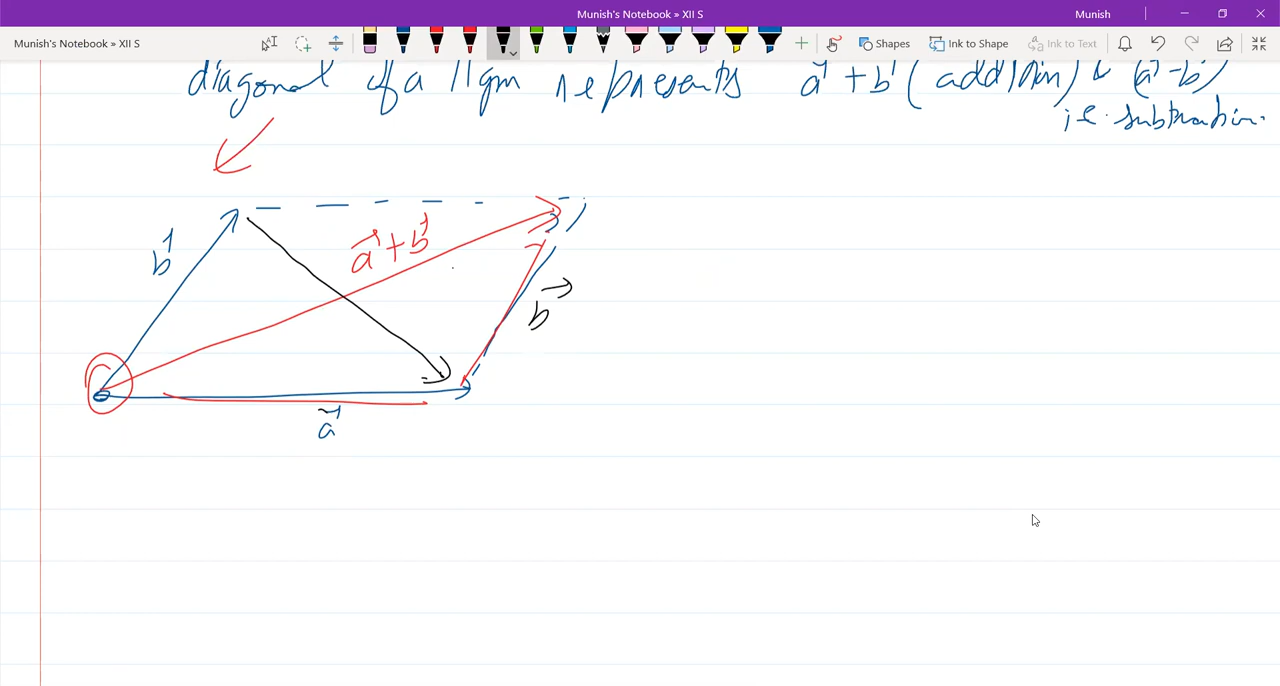 Munish's Notebook » XII S
Munish
Munish's Notebook » XII S
Shapes
Ink to Shape
Ink to Text
diagonal of a ||gm represents a⃗ + b⃗ (addition) & (a⃗ - b⃗)
i.e. subtraction.
b⃗
a⃗ + b⃗
b⃗
a⃗